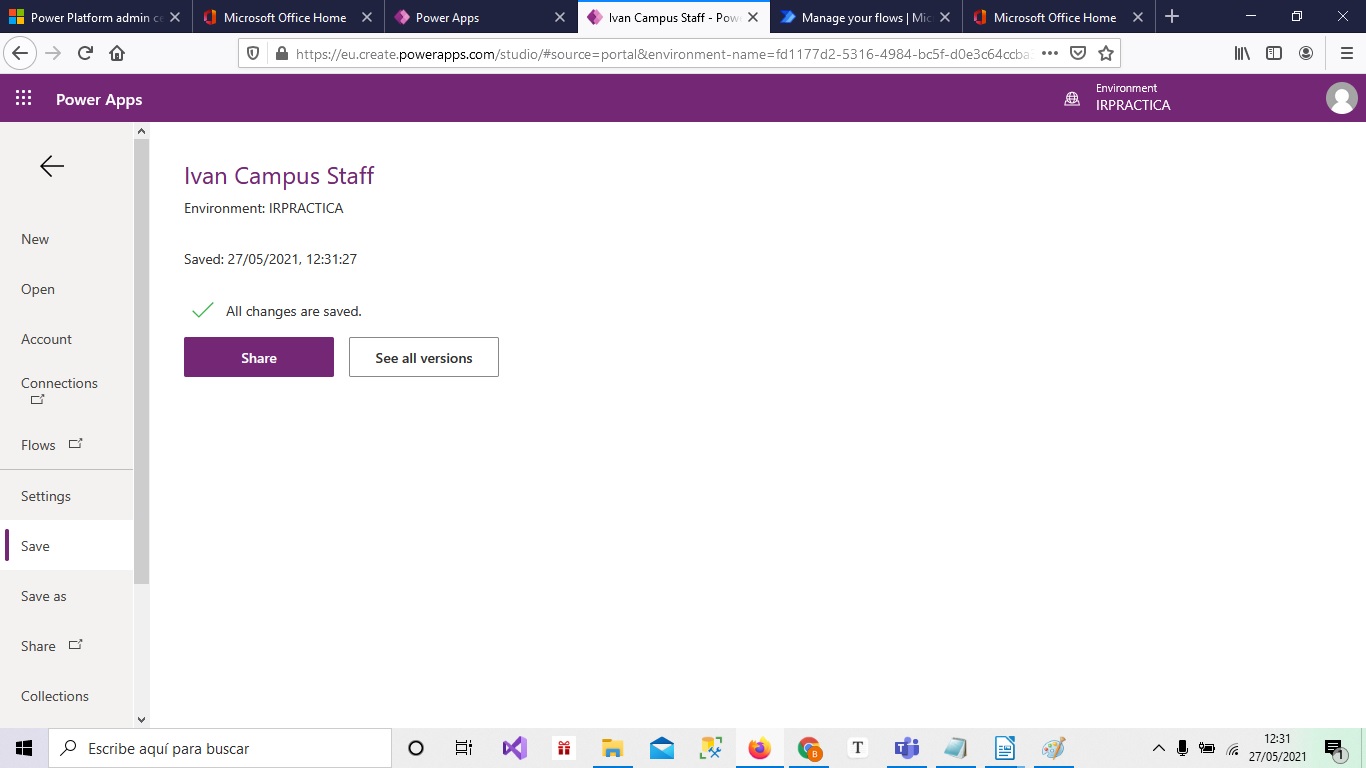 Power Platform admin ce
Microsoft Office Home
Power Apps
Ivan Campus Staff - Pow
Manage your flows | Mic
Microsoft Office Home
https://eu.create.powerapps.com/studio/#source=portal&environment-name=fd1177d2-5316-4984-bc5f-d0e3c64ccba
Power Apps
Environment
IRPRACTICA
Ivan Campus Staff
Environment: IRPRACTICA
Saved: 27/05/2021, 12:31:27
All changes are saved.
Share
See all versions
New
Open
Account
Connections
Flows
Settings
Save
Save as
Share
Collections
Escribe aquí para buscar
B
T
12:31
27/05/2021
1